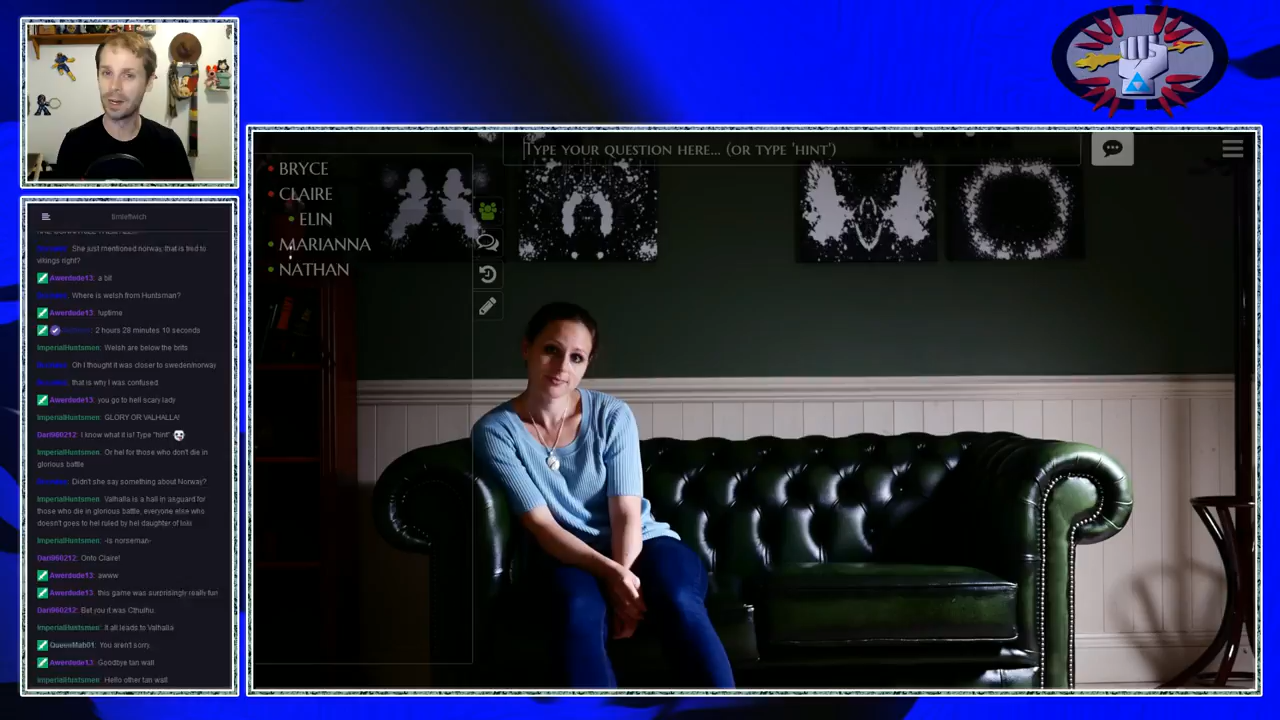 timleftwich
She just mentioned norway, that is tied to
vikings right?
Awerdude13: a bit
Where is welsh from Huntsman?
Awerdude13: !uptime
2 hours 28 minutes 10 seconds
ImperialHuntsmen: Welsh are below the brits
Oh I thought it was closer to sweden/norway
that is why I was confused
Awerdude13: you go to hell scary lady
ImperialHuntsmen: GLORY OR VALHALLA!
Dari960212: I know what it is! Type "hint"
ImperialHuntsmen: Or hel for those who don't die in
glorious battle
Didn't she say something about Norway?
ImperialHuntsmen: Valhalla is a hall in asguard for
those who die in glorious battle, everyone else who
doesn't goes to hel ruled by hel daughter of loki
ImperialHuntsmen: -is norseman-
Dari960212: Onto Claire!
Awerdude13: awww
Awerdude13: this game was surprisingly really fun
Dari960212: Bet you it was Cthulhu.
ImperialHuntsmen: It all leads to Valhalla
QueenMab01: You aren't sorry.
Awerdude13: Goodbye tan wall
ImperialHuntsmen: Hello other tan wall
BRYCE
CLAIRE
ELIN
MARIANNA
NATHAN
TYPE YOUR QUESTION HERE... (OR TYPE 'HINT')